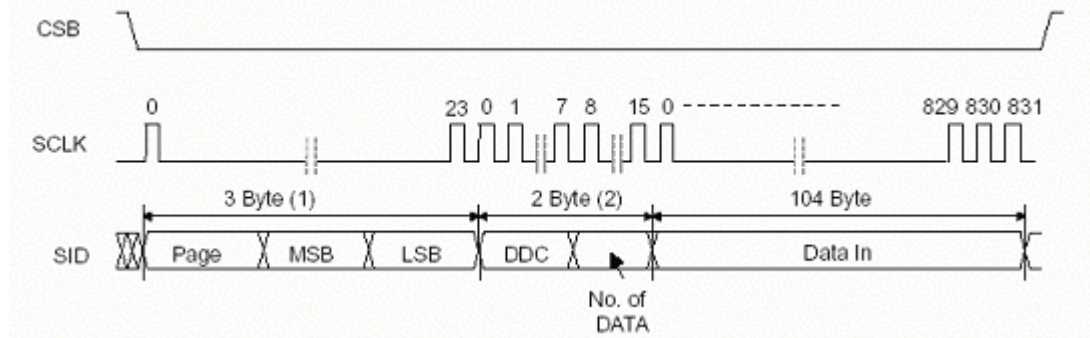 CSB
0 23 0 1 7 8 15 0 829 830 831
SCLK
3 Byte (1) 2 Byte (2) 104 Byte
SID Page MSB LSB DDC Data In
No. of
DATA